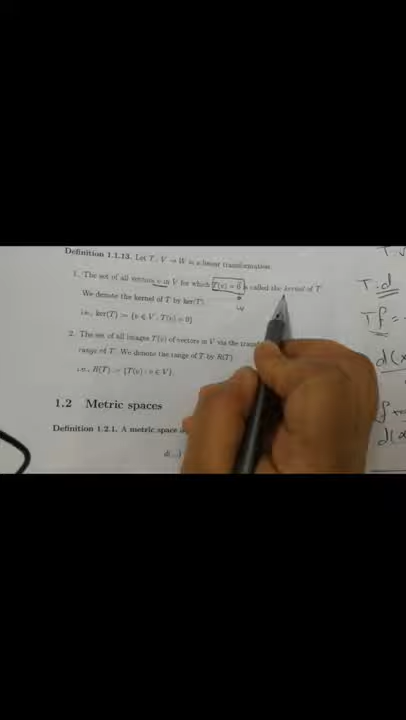 Definition 1.1.13. Let T : V → W is a linear transformation.
1. The set of all vectors v in V for which T(v) = 0 is called the kernel of T.
We denote the kernel of T by ker(T).
i.e., ker(T) := {v ∈ V : T(v) = 0}
2. The set of all images T(v) of vectors in V via the
range of T. We denote the range of T by R(T)
i.e., R(T) := {T(v) : v ∈ V}.
1.2 Metric spaces
Definition 1.2.1. A metric space
d(.,.)
T.d
Tf =